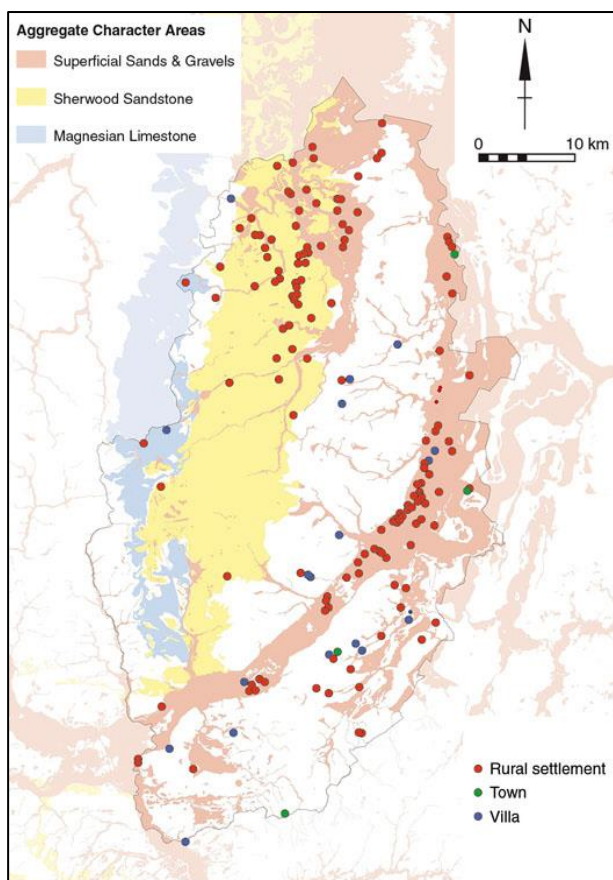 Aggregate Character Areas
Superficial Sands & Gravels
Sherwood Sandstone
Magnesian Limestone
N
0 10 km
Rural settlement
Town
Villa